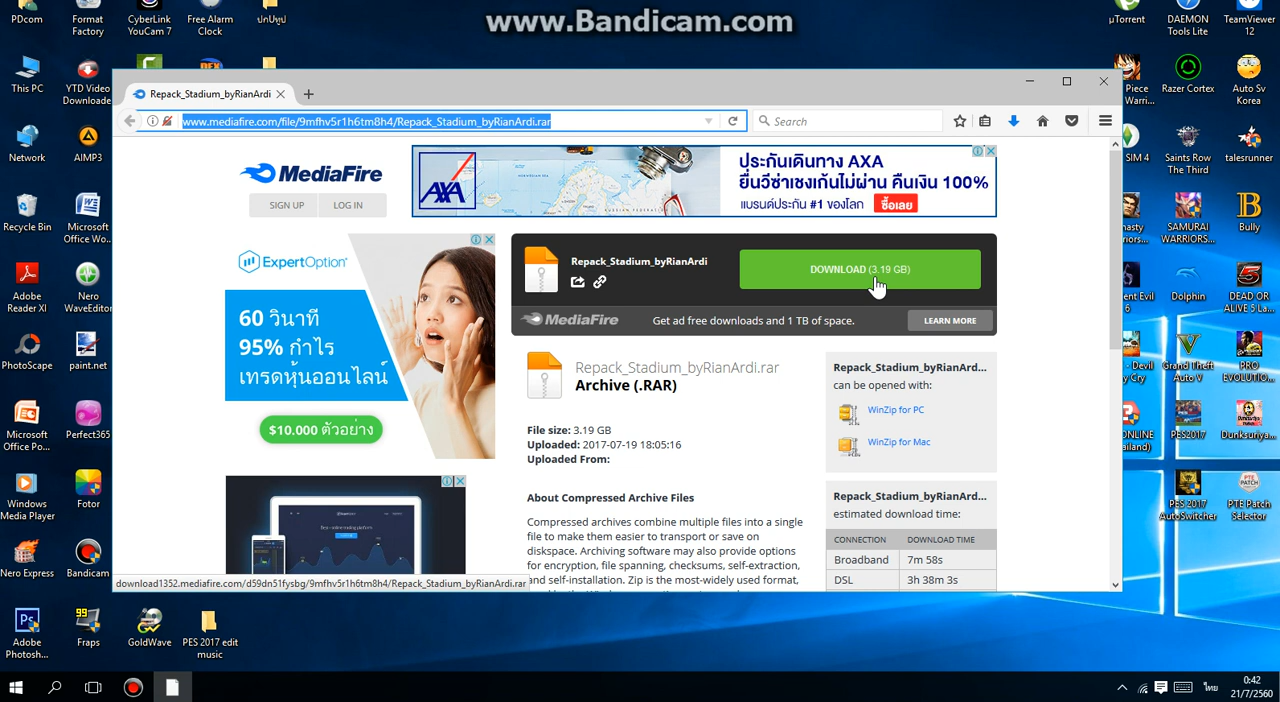 www.Bandicam.com
PDcom
Format
Factory
CyberLink
YouCam 7
Free Alarm
Clock
µTorrent
DAEMON
Tools Lite
TeamViewer
12
This PC
YTD Video
Downloade
Piece
Warri...
Razer Cortex
Auto Sv
Korea
Network
AIMP3
SIM 4
Saints Row
The Third
talesrunner
Recycle Bin
Microsoft
Office Wo...
SAMURAI
WARRIORS...
Bully
Adobe
Reader XI
Nero
WaveEditor
Dolphin
DEAD OR
ALIVE 5 La...
PhotoScape
paint.net
Grand Theft
Auto V
PRO
EVOLUTIO...
Microsoft
Office Po...
Perfect365
PES2017
Dunksuriya...
Windows
Media Player
Fotor
PES 2017
AutoSwitcher
PTE Patch
Selector
Nero Express
Bandicam
Adobe
Photosh...
99
Fraps
GoldWave
PES 2017 edit
music
Repack_Stadium_byRianArdi
www.mediafire.com/file/9mfhv5r1h6tm8h4/Repack_Stadium_byRianArdi.rar
Search
MediaFire
SIGN UP
LOG IN
AXA
ประกันเดินทาง AXA
ยื่นวีซ่าเชงเก้นไม่ผ่าน คืนเงิน 100%
แบรนด์ประกัน #1 ของโลก
ซื้อเลย
ExpertOption
60 วินาที
95% กำไร
เทรดหุ้นออนไลน์
$10.000 ตัวอย่าง
Repack_Stadium_byRianArdi
DOWNLOAD (3.19 GB)
MediaFire
Get ad free downloads and 1 TB of space.
LEARN MORE
Repack_Stadium_byRianArdi.rar
Archive (.RAR)
File size: 3.19 GB
Uploaded: 2017-07-19 18:05:16
Uploaded From:
About Compressed Archive Files
Compressed archives combine multiple files into a single
file to make them easier to transport or save on
diskspace. Archiving software may also provide options
for encryption, file spanning, checksums, self-extraction,
and self-installation. Zip is the most-widely used format,
Repack_Stadium_byRianArd...
can be opened with:
WinZip for PC
WinZip for Mac
Repack_Stadium_byRianArd...
estimated download time:
CONNECTION
DOWNLOAD TIME
Broadband
7m 58s
DSL
3h 38m 3s
download1352.mediafire.com/d59dn51fysbg/9mfhv5r1h6tm8h4/Repack_Stadium_byRianArdi.rar
ไทย
0:42
21/7/2560